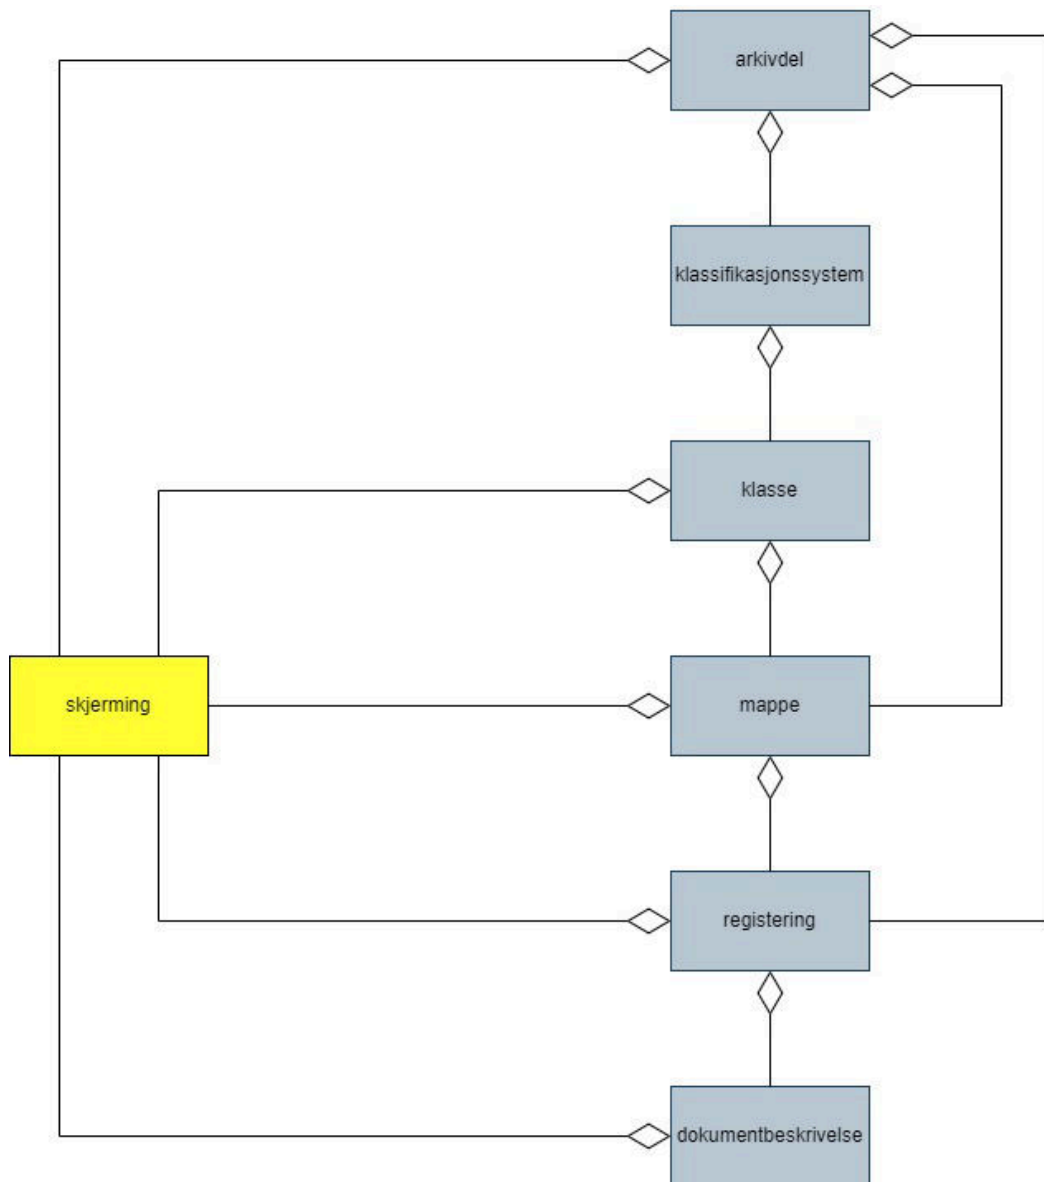 arkivdel
klassifikasjonssystem
klasse
skjerming
mappe
registering
dokumentbeskrivelse